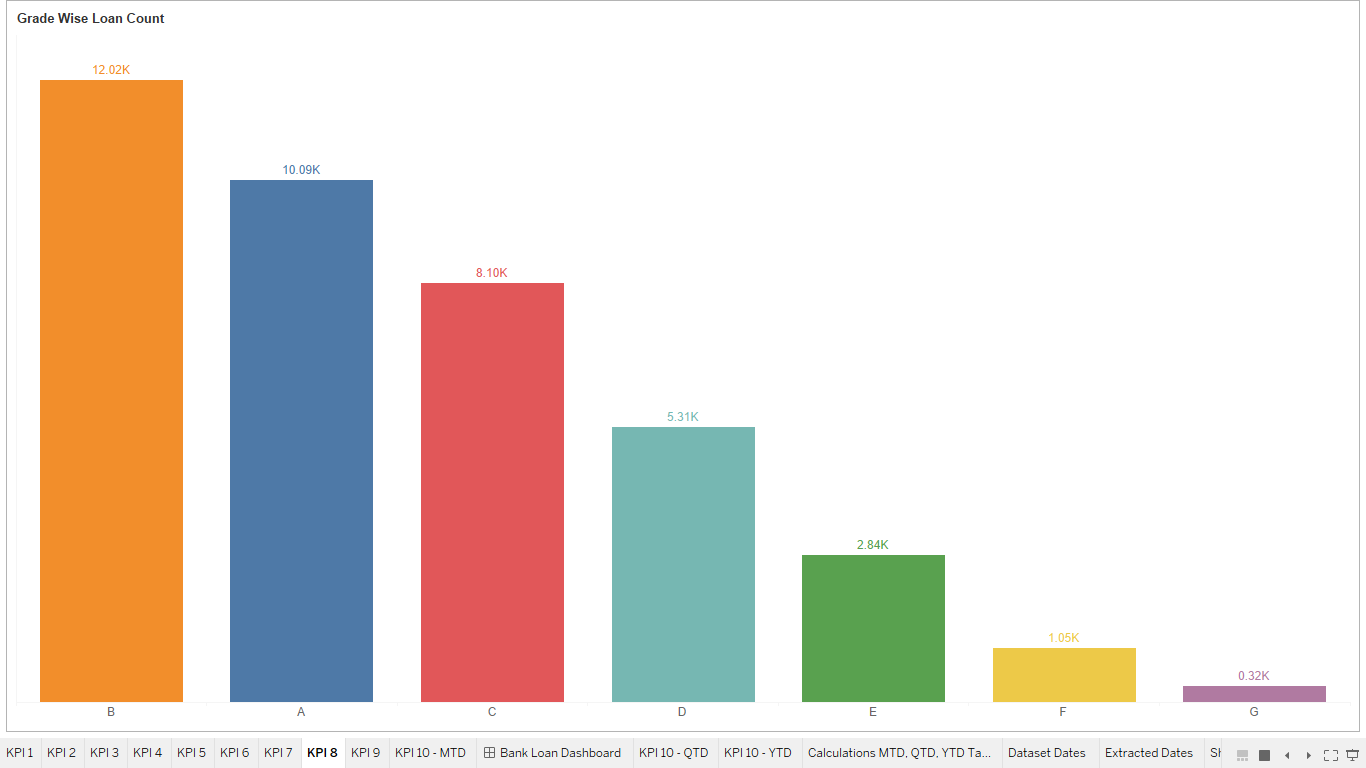 Grade Wise Loan Count
12.02K
10.09K
8.10K
5.31K
2.84K
1.05K
0.32K
B A C D E F G
KPI 1 KPI 2 KPI 3 KPI 4 KPI 5 KPI 6 KPI 7 KPI 8 KPI 9 KPI 10 - MTD Bank Loan Dashboard KPI 10 - QTD KPI 10 - YTD Calculations MTD, QTD, YTD Ta... Dataset Dates Extracted Dates